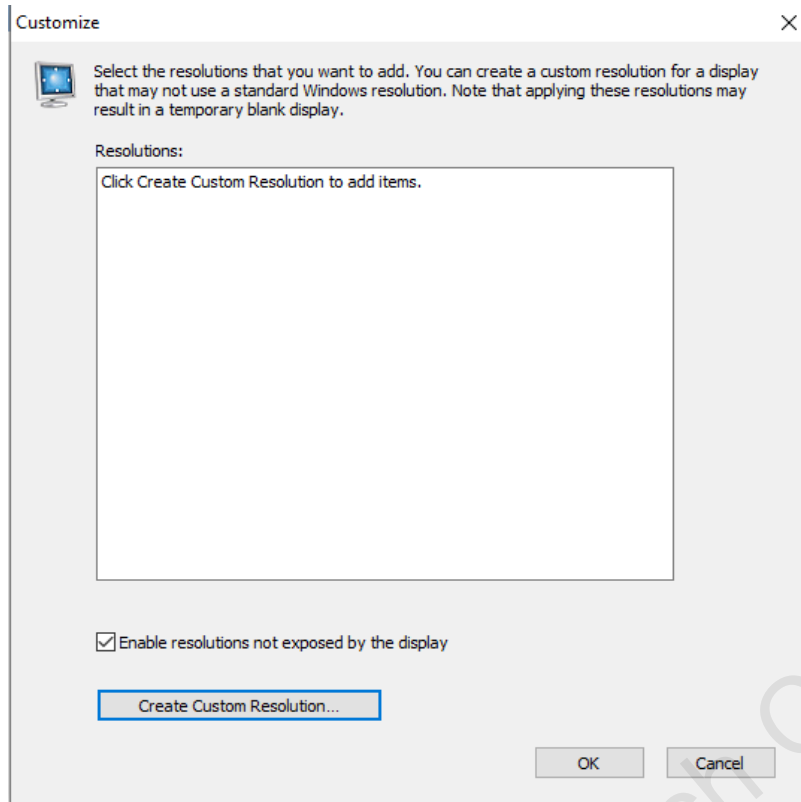 Customize
Select the resolutions that you want to add. You can create a custom resolution for a display
that may not use a standard Windows resolution. Note that applying these resolutions may
result in a temporary blank display.
Resolutions:
Click Create Custom Resolution to add items.
Enable resolutions not exposed by the display
Create Custom Resolution...
OK
Cancel